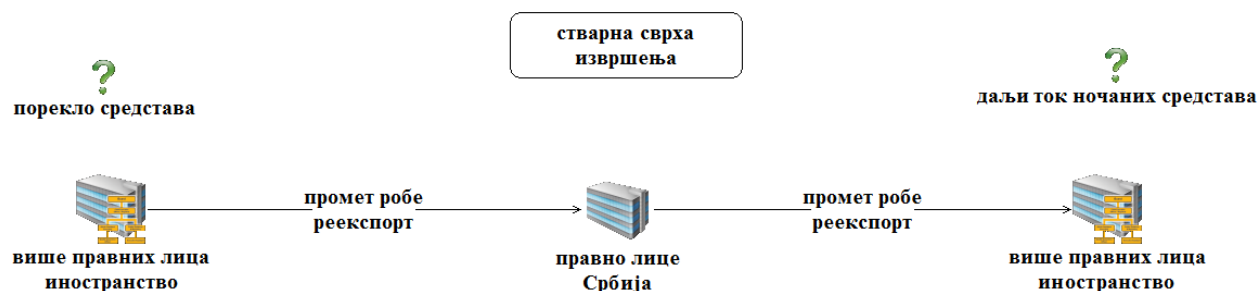 стварна сврха
извршења
порекло средства
даљи ток ночаних средстава
промет робе
реекспорт
промет робе
реекспорт
више правних лица
иностранство
правно лице
Србија
више правних лица
иностранство